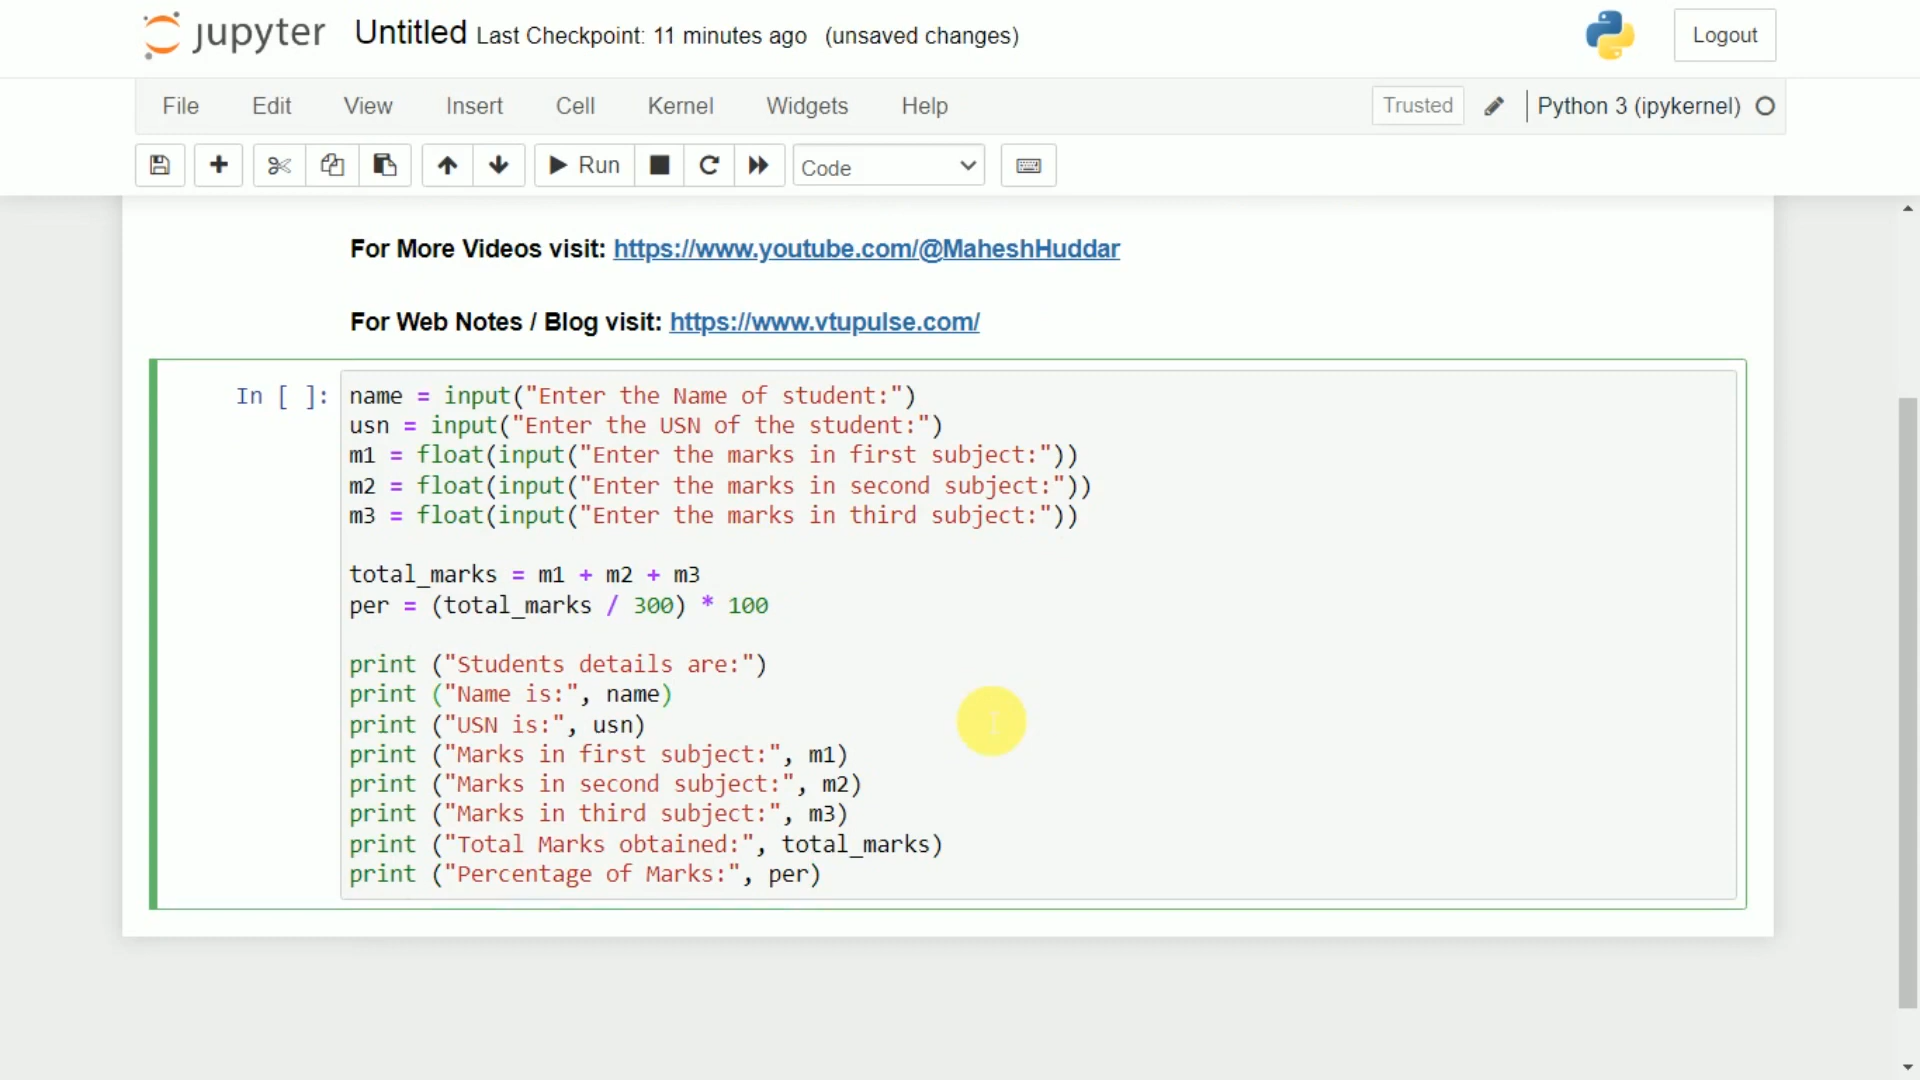 jupyter Untitled Last Checkpoint: 11 minutes ago (unsaved changes) Logout
File Edit View Insert Cell Kernel Widgets Help Trusted Python 3 (ipykernel)
Run Code
For More Videos visit: https://www.youtube.com/@MaheshHuddar
For Web Notes / Blog visit: https://www.vtupulse.com/
In [ ]: name = input("Enter the Name of student:")
usn = input("Enter the USN of the student:")
m1 = float(input("Enter the marks in first subject:"))
m2 = float(input("Enter the marks in second subject:"))
m3 = float(input("Enter the marks in third subject:"))
total_marks = m1 + m2 + m3
per = (total_marks / 300) * 100
print ("Students details are:")
print ("Name is:", name)
print ("USN is:", usn)
print ("Marks in first subject:", m1)
print ("Marks in second subject:", m2)
print ("Marks in third subject:", m3)
print ("Total Marks obtained:", total_marks)
print ("Percentage of Marks:", per)